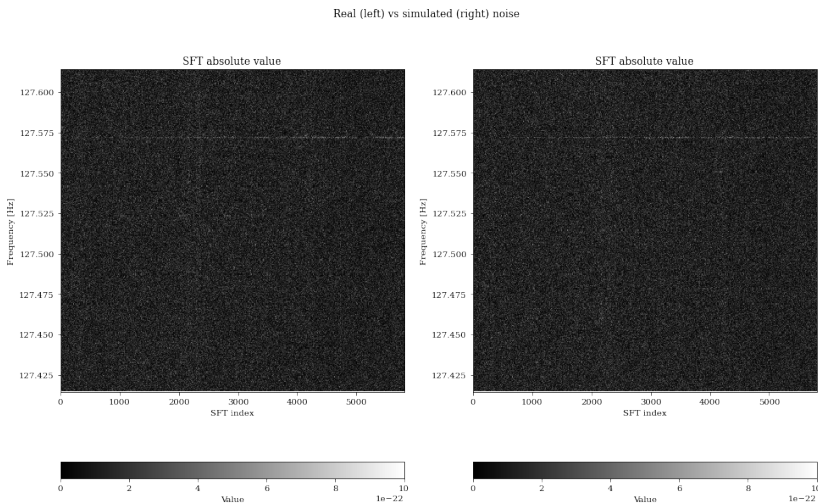 Real (left) vs simulated (right) noise
SFT absolute value
127.600
127.575
127.550
127.525
127.500
127.475
127.450
127.425
Frequency [Hz]
0 1000 2000 3000 4000 5000
SFT index
0 2 4 6 8 10
Value
1e−22
SFT absolute value
127.600
127.575
127.550
127.525
127.500
127.475
127.450
127.425
Frequency [Hz]
0 1000 2000 3000 4000 5000
SFT index
0 2 4 6 8 10
Value
1e−22